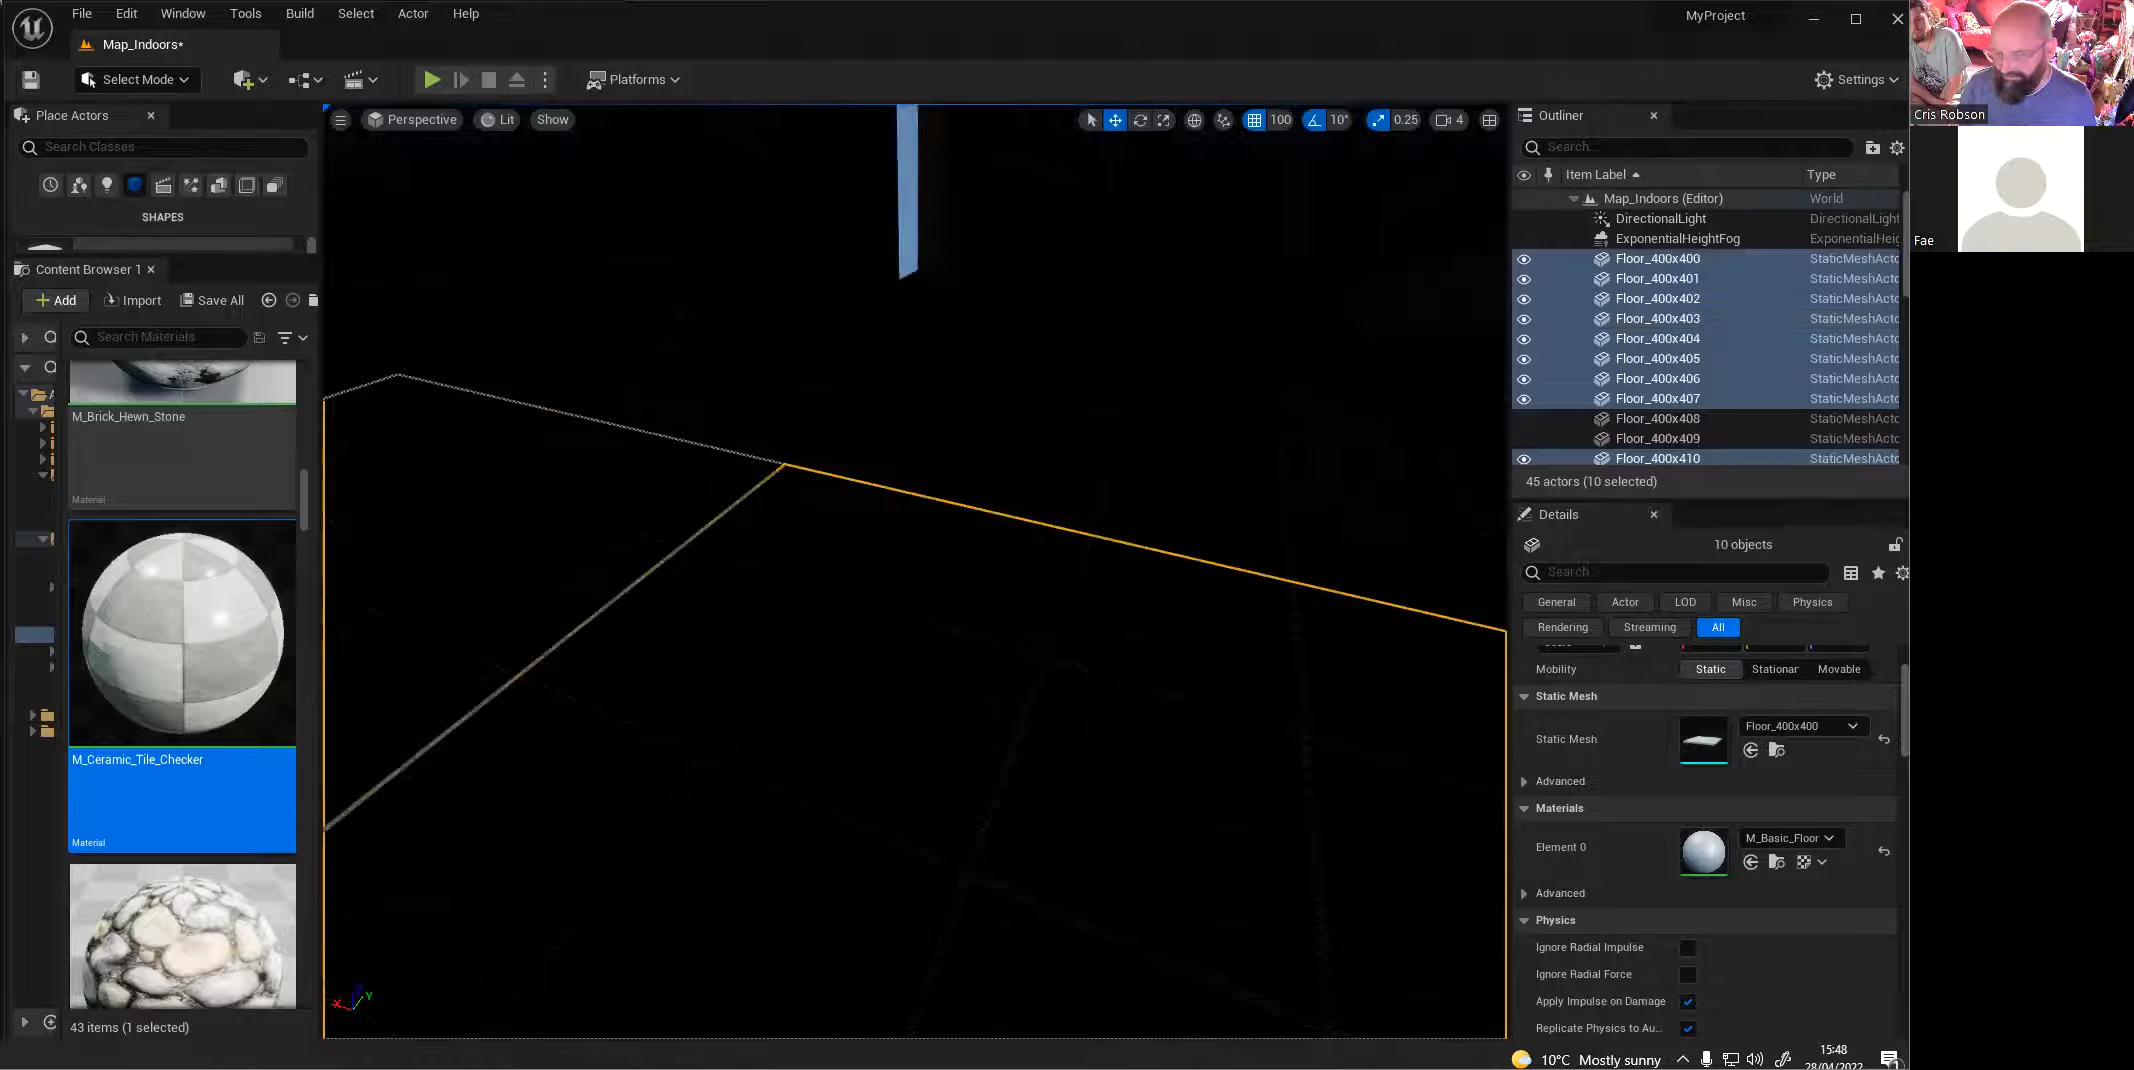 File Edit Window Tools Build Select Actor Help
MyProject
Map_Indoors*
Select Mode
Platforms
Settings
Place Actors
Search Classes
SHAPES
Content Browser 1
Add Import Save All
Search Materials
M_Brick_Hewn_Stone
Material
M_Ceramic_Tile_Checker
Material
43 items (1 selected)
Perspective Lit Show
100 10° 0.25 4
X Y
Outliner
Search...
Item Label Type
Map_Indoors (Editor) World
DirectionalLight DirectionalLight
ExponentialHeightFog ExponentialHeig
Floor_400x400 StaticMeshActo
Floor_400x401 StaticMeshActo
Floor_400x402 StaticMeshActo
Floor_400x403 StaticMeshActo
Floor_400x404 StaticMeshActo
Floor_400x405 StaticMeshActo
Floor_400x406 StaticMeshActo
Floor_400x407 StaticMeshActo
Floor_400x408 StaticMeshActo
Floor_400x409 StaticMeshActo
Floor_400x410 StaticMeshActo
45 actors (10 selected)
Details
10 objects
Search
General Actor LOD Misc Physics
Rendering Streaming All
Mobility Static Stationar Movable
Static Mesh
Static Mesh Floor_400x400
Advanced
Materials
Element 0 M_Basic_Floor
Advanced
Physics
Ignore Radial Impulse
Ignore Radial Force
Apply Impulse on Damage
Replicate Physics to Au...
10°C Mostly sunny
15:48
28/04/2022
Cris Robson
Fae